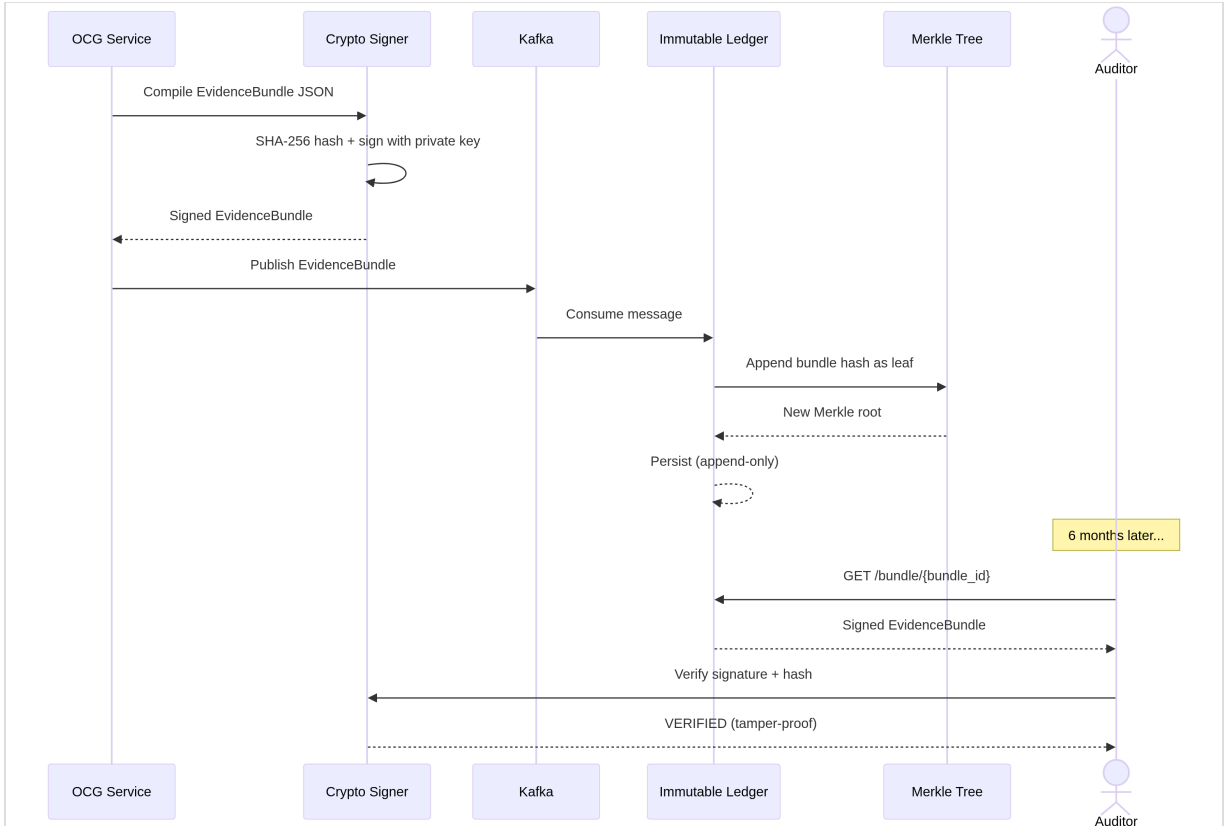 OCG Service
Crypto Signer
Kafka
Immutable Ledger
Merkle Tree
Auditor
Compile EvidenceBundle JSON
SHA-256 hash + sign with private key
Signed EvidenceBundle
Publish EvidenceBundle
Consume message
Append bundle hash as leaf
New Merkle root
Persist (append-only)
6 months later...
GET /bundle/{bundle_id}
Signed EvidenceBundle
Verify signature + hash
VERIFIED (tamper-proof)
OCG Service
Crypto Signer
Kafka
Immutable Ledger
Merkle Tree
Auditor